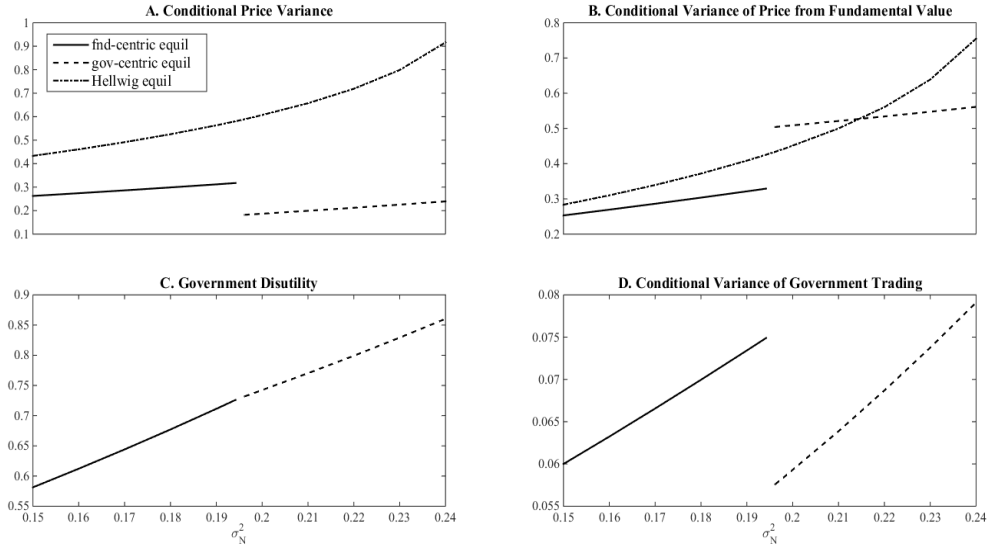 A. Conditional Price Variance
1
0.9
0.8
0.7
0.6
0.5
0.4
0.3
0.2
0.1
fnd-centric equil
gov-centric equil
Hellwig equil
B. Conditional Variance of Price from Fundamental Value
0.8
0.7
0.6
0.5
0.4
0.3
0.2
C. Government Disutility
0.9
0.85
0.8
0.75
0.7
0.65
0.6
0.55
0.15 0.16 0.17 0.18 0.19 0.2 0.21 0.22 0.23 0.24
σ²N
D. Conditional Variance of Government Trading
0.08
0.075
0.07
0.065
0.06
0.055
0.15 0.16 0.17 0.18 0.19 0.2 0.21 0.22 0.23 0.24
σ²N